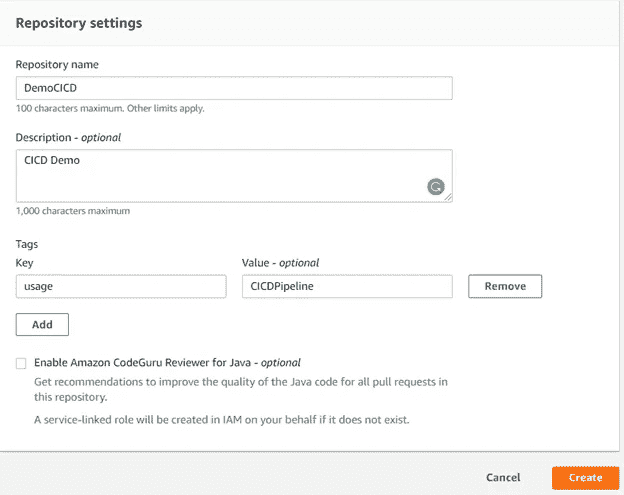 Repository settings
Repository name
DemoCICD
100 characters maximum. Other limits apply.
Description - optional
CICD Demo
1,000 characters maximum
Tags
Key
Value - optional
usage
CICDPipeline
Remove
Add
Enable Amazon CodeGuru Reviewer for Java - optional
Get recommendations to improve the quality of the Java code for all pull requests in
this repository.
A service-linked role will be created in IAM on your behalf if it does not exist.
Cancel
Create